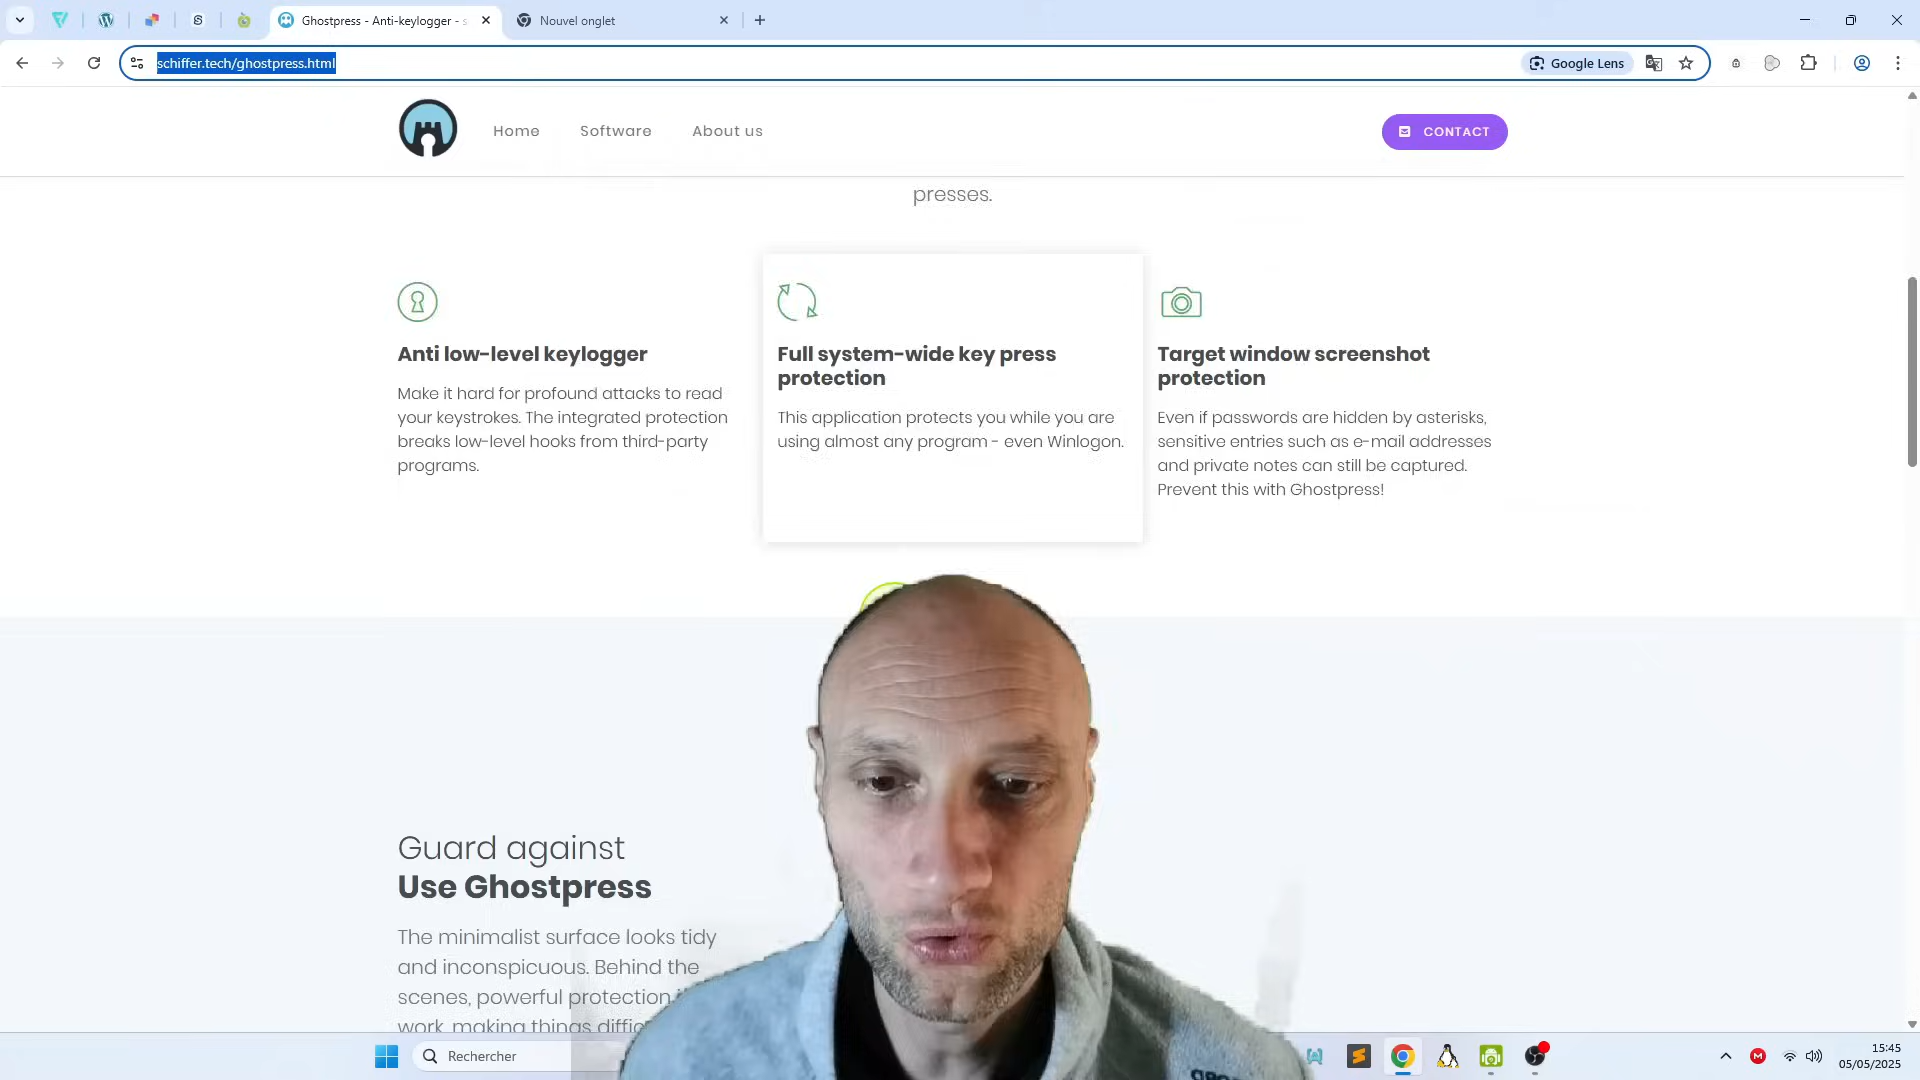 Ghostpress - Anti-keylogger - s
Nouvel onglet
schiffer.tech/ghostpress.html
Google Lens
Home
Software
About us
CONTACT
presses.
Anti low-level keylogger
Make it hard for profound attacks to read
your keystrokes. The integrated protection
breaks low-level hooks from third-party
programs.
Full system-wide key press
protection
This application protects you while you are
using almost any program - even Winlogon.
Target window screenshot
protection
Even if passwords are hidden by asterisks,
sensitive entries such as e-mail addresses
and private notes can still be captured.
Prevent this with Ghostpress!
Guard against
Use Ghostpress
The minimalist surface looks tidy
and inconspicuous. Behind the
scenes, powerful protection
work, making things
Rechercher
15:45
05/05/2025